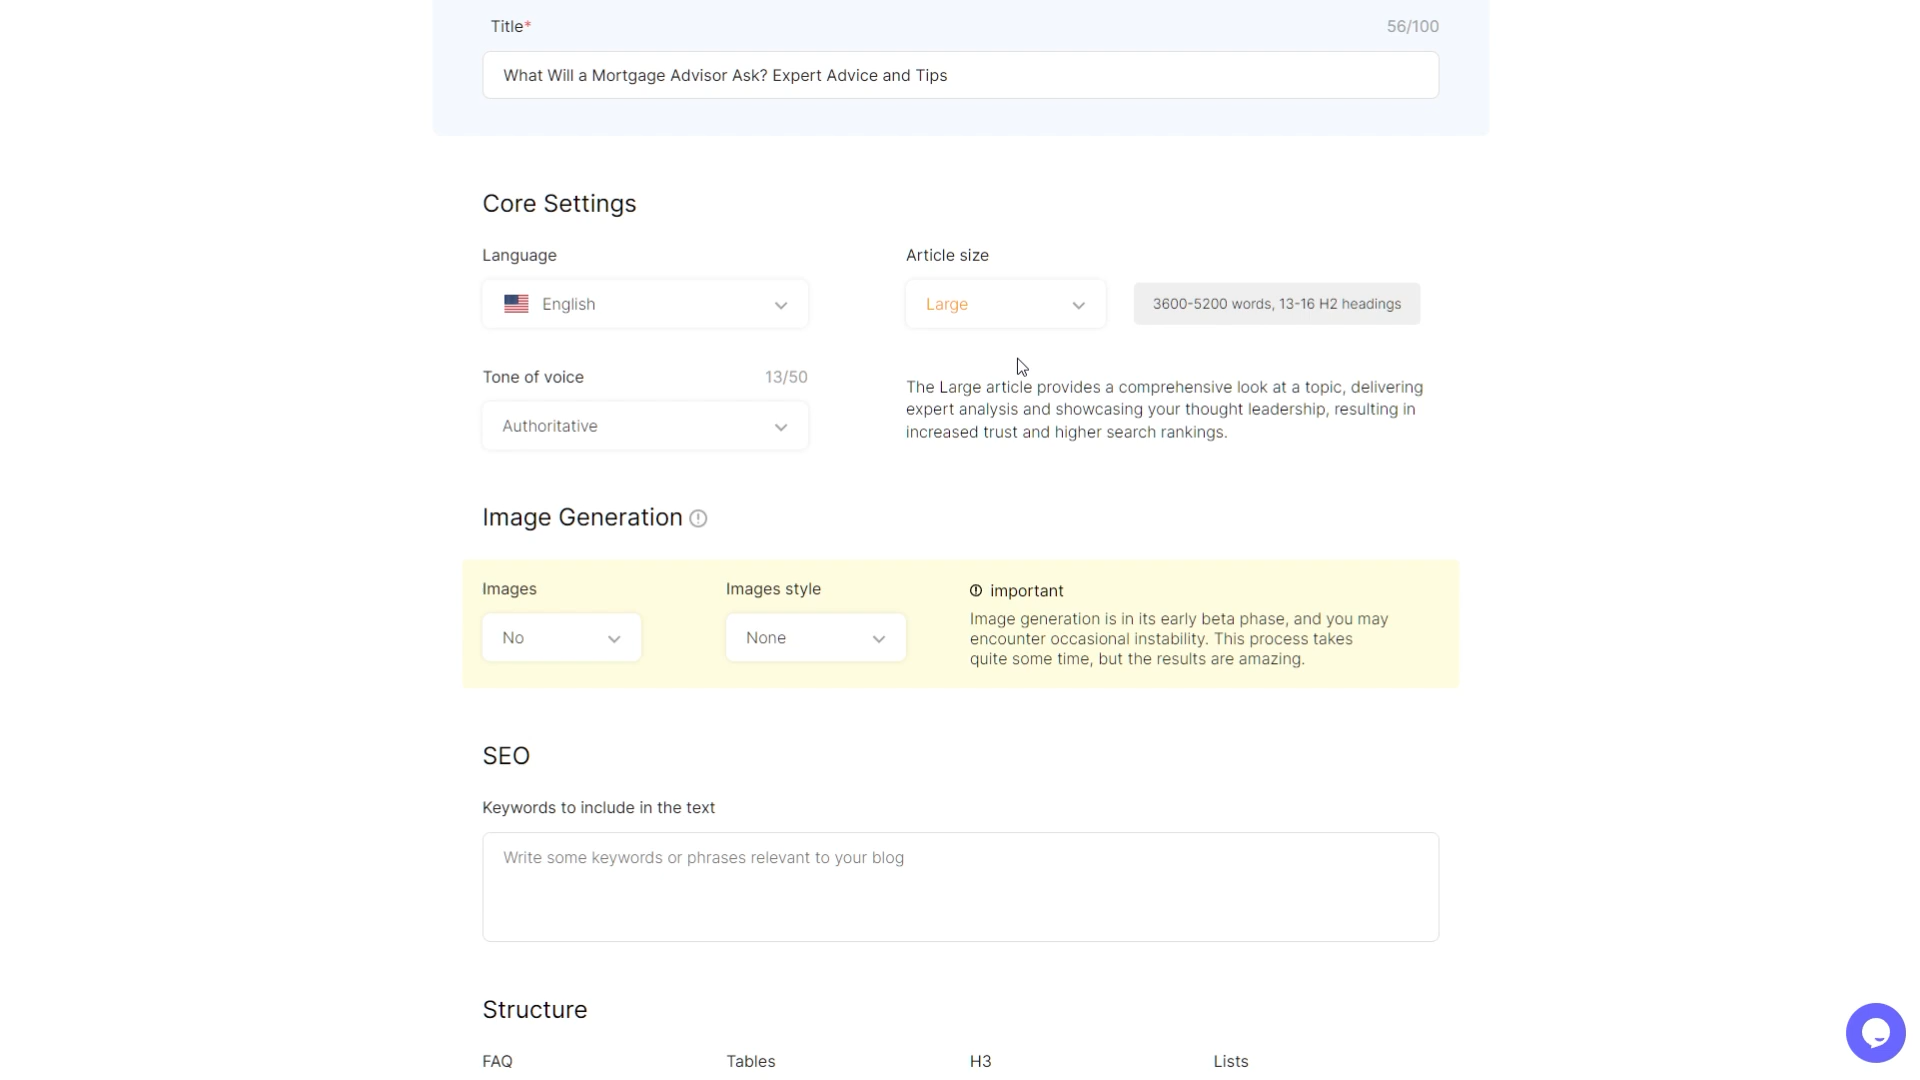 Title* 56/100
What Will a Mortgage Advisor Ask? Expert Advice and Tips
Core Settings
Language
English
Article size
Large
3600-5200 words, 13-16 H2 headings
Tone of voice 13/50
Authoritative
The Large article provides a comprehensive look at a topic, delivering
expert analysis and showcasing your thought leadership, resulting in
increased trust and higher search rankings.
Image Generation
Images
No
Images style
None
important
Image generation is in its early beta phase, and you may
encounter occasional instability. This process takes
quite some time, but the results are amazing.
SEO
Keywords to include in the text
Write some keywords or phrases relevant to your blog
Structure
FAQ
Tables
H3
Lists